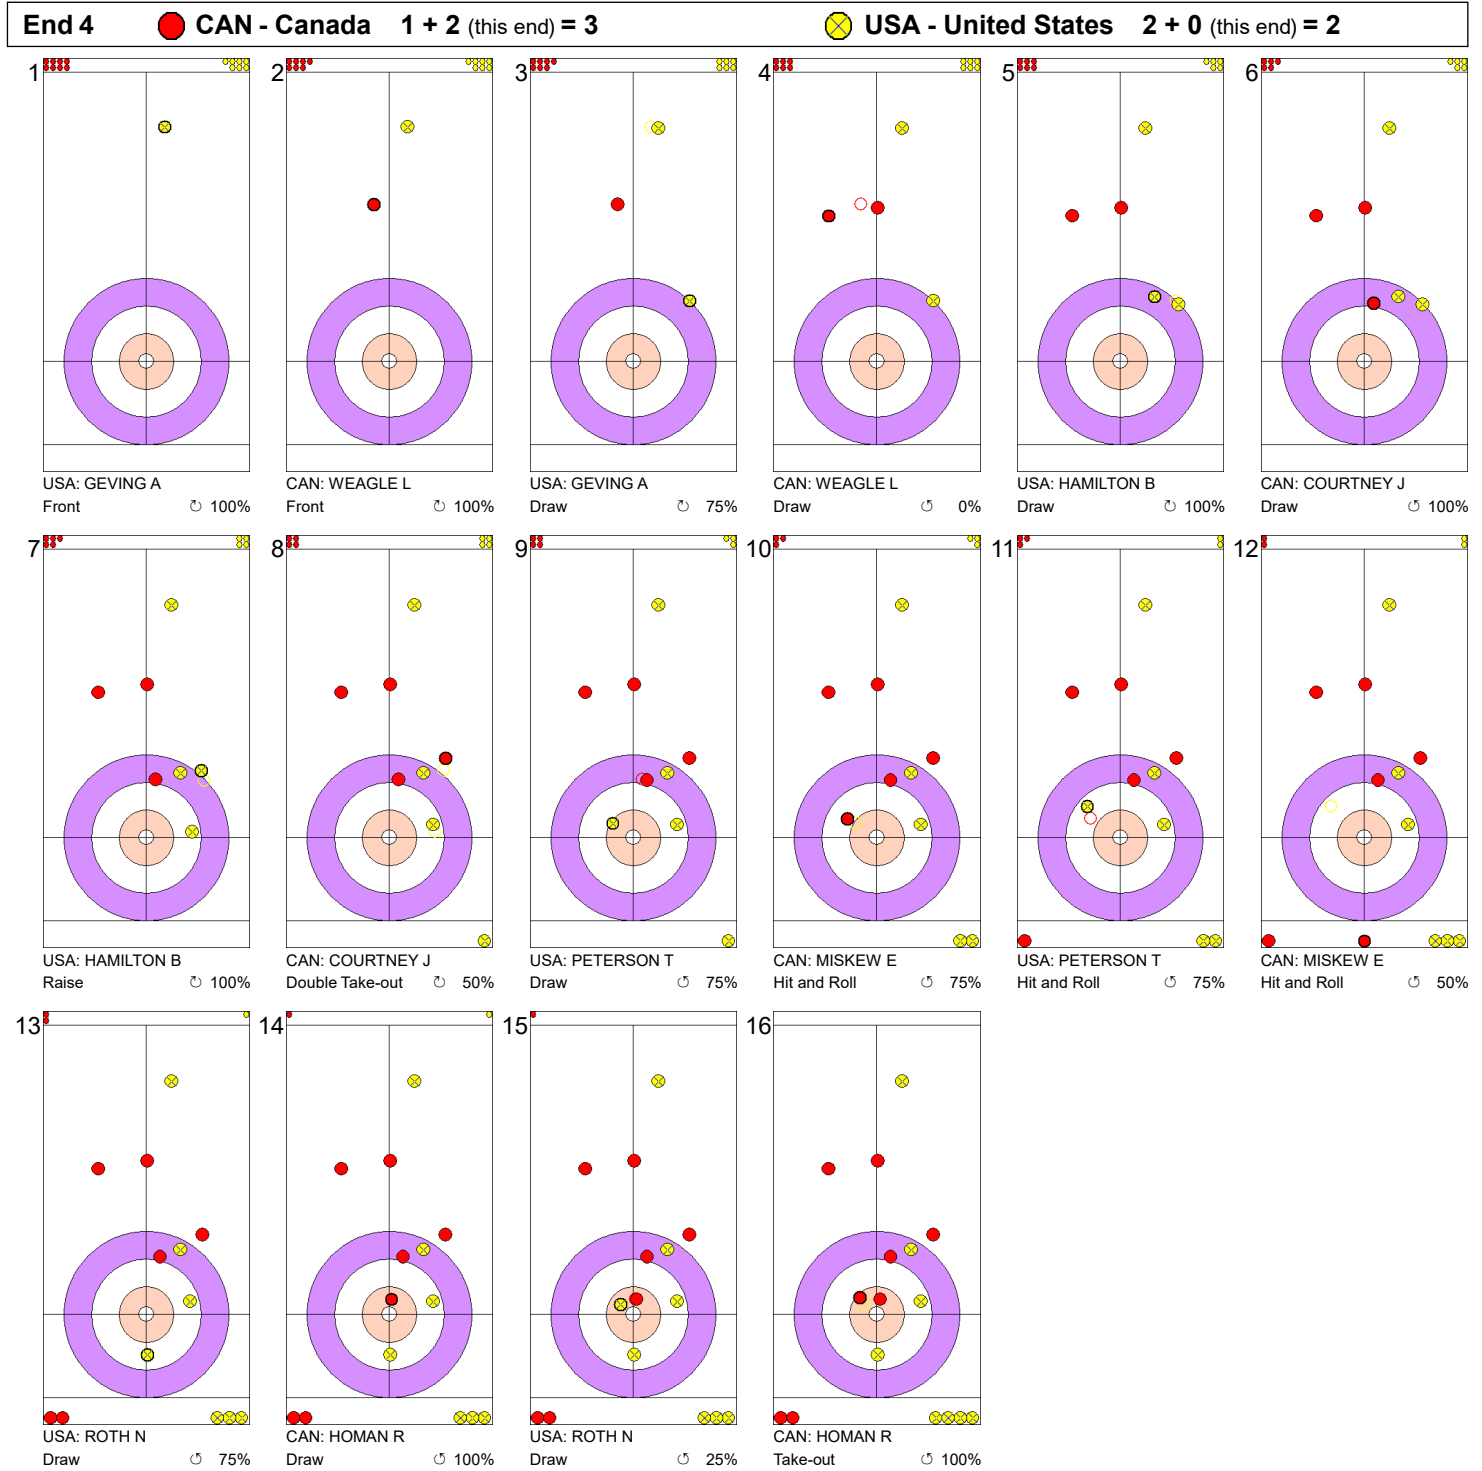 End 4 CAN - Canada 1 + 2 (this end) = 3 USA - United States 2 + 0 (this end) = 2
1 2 3 4 5 6
USA: GEVING A CAN: WEAGLE L USA: GEVING A CAN: WEAGLE L USA: HAMILTON B CAN: COURTNEY J
Front ↻ 100% Front ↻ 100% Draw ↺ 75% Draw ↺ 0% Draw ↺ 100% Draw ↺ 100%
7 8 9 10 11 12
USA: HAMILTON B CAN: COURTNEY J USA: PETERSON T CAN: MISKEW E USA: PETERSON T CAN: MISKEW E
Raise ↻ 100% Double Take-out ↻ 50% Draw ↺ 75% Hit and Roll ↺ 75% Hit and Roll ↺ 75% Hit and Roll ↺ 50%
13 14 15 16
USA: ROTH N CAN: HOMAN R USA: ROTH N CAN: HOMAN R
Draw ↺ 75% Draw ↺ 100% Draw ↺ 25% Take-out ↺ 100%